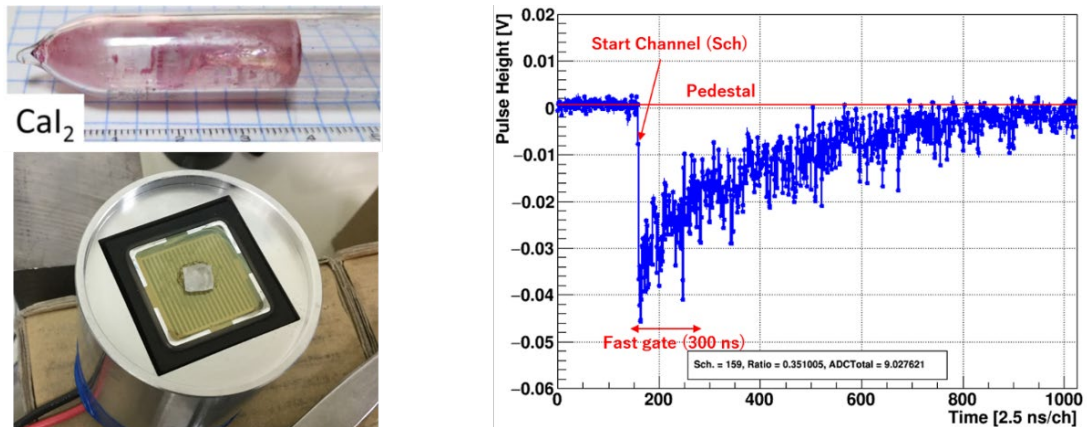 CaI₂
Pulse Height [V]
0.02
0.01
0
−0.01
−0.02
−0.03
−0.04
−0.05
−0.06
Start Channel (Sch)
Pedestal
Fast gate (300 ns)
Sch. = 159, Ratio = 0.351005, ADCTotal = 9.027621
0 200 400 600 800 1000
Time [2.5 ns/ch]